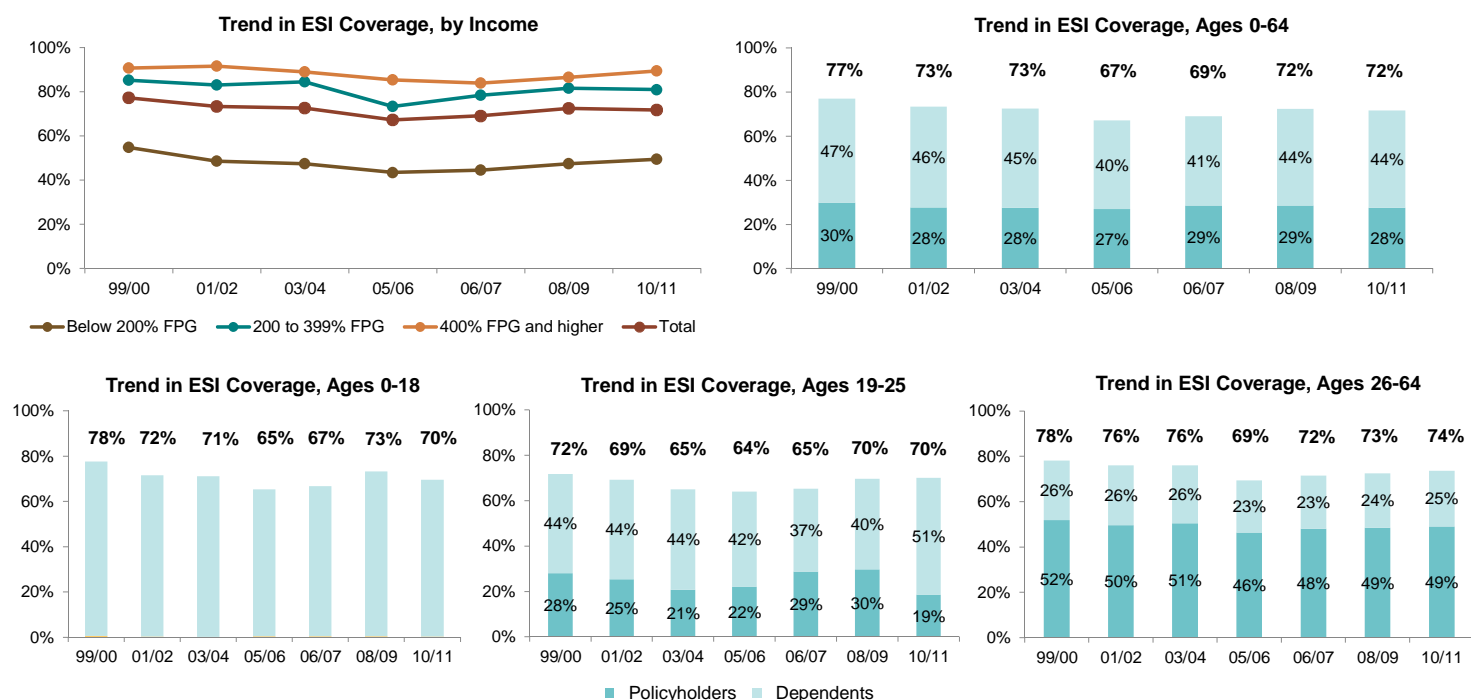 Trend in ESI Coverage, by Income
100%
80%
60%
40%
20%
0%
99/00 01/02 03/04 05/06 06/07 08/09 10/11
Below 200% FPG 200 to 399% FPG 400% FPG and higher Total
Trend in ESI Coverage, Ages 0-64
100%
80%
60%
40%
20%
0%
77% 73% 73% 67% 69% 72% 72%
47% 46% 45% 40% 41% 44% 44%
30% 28% 28% 27% 29% 29% 28%
99/00 01/02 03/04 05/06 06/07 08/09 10/11
Trend in ESI Coverage, Ages 0-18
100%
80%
60%
40%
20%
0%
78% 72% 71% 65% 67% 73% 70%
99/00 01/02 03/04 05/06 06/07 08/09 10/11
Trend in ESI Coverage, Ages 19-25
100%
80%
60%
40%
20%
0%
72% 69% 65% 64% 65% 70% 70%
44% 44% 44% 42% 37% 40% 51%
28% 25% 21% 22% 29% 30% 19%
99/00 01/02 03/04 05/06 06/07 08/09 10/11
Trend in ESI Coverage, Ages 26-64
100%
80%
60%
40%
20%
0%
78% 76% 76% 69% 72% 73% 74%
26% 26% 26% 23% 23% 24% 25%
52% 50% 51% 46% 48% 49% 49%
99/00 01/02 03/04 05/06 06/07 08/09 10/11
Policyholders Dependents